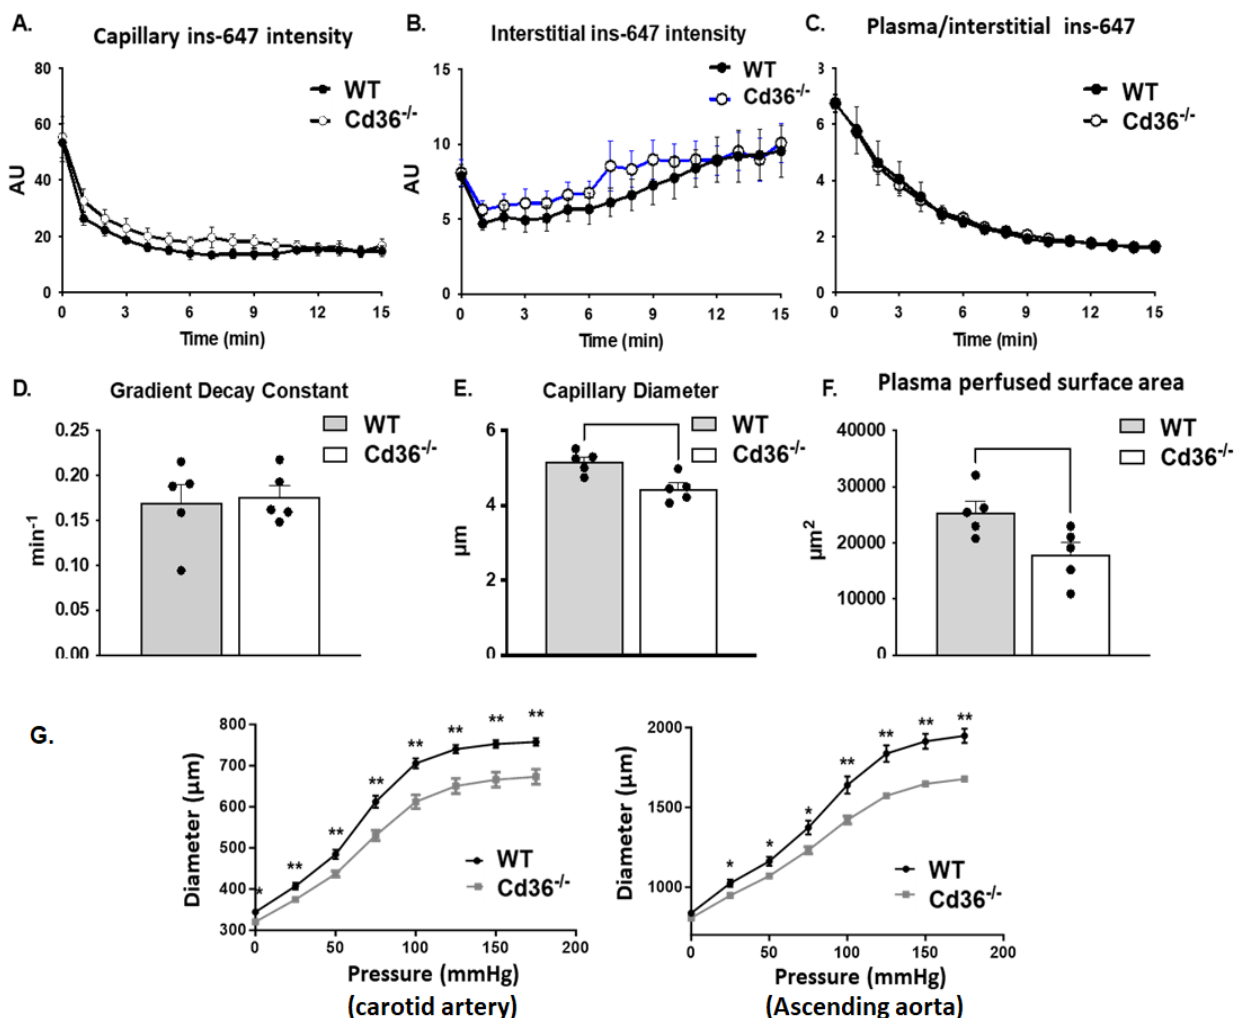 A.
Capillary ins-647 intensity
80
60
40
20
0
AU
0 3 6 9 12 15
Time (min)
WT
Cd36-/-
B.
Interstitial ins-647 intensity
15
10
5
0
AU
0 3 6 9 12 15
Time (min)
WT
Cd36-/-
C.
Plasma/interstitial ins-647
8
6
4
2
0
0 3 6 9 12 15
Time (min)
WT
Cd36-/-
D.
Gradient Decay Constant
0.25
0.20
0.15
0.10
0.05
0.00
min-1
WT
Cd36-/-
E.
Capillary Diameter
6
4
2
0
µm
WT
Cd36-/-
F.
Plasma perfused surface area
40000
30000
20000
10000
0
µm2
WT
Cd36-/-
G.
800
700
600
500
400
300
Diameter (µm)
* ** ** ** ** ** ** **
WT
Cd36-/-
0 50 100 150 200
Pressure (mmHg)
(carotid artery)
2000
1500
1000
Diameter (µm)
* * * ** ** ** **
WT
Cd36-/-
0 50 100 150 200
Pressure (mmHg)
(Ascending aorta)